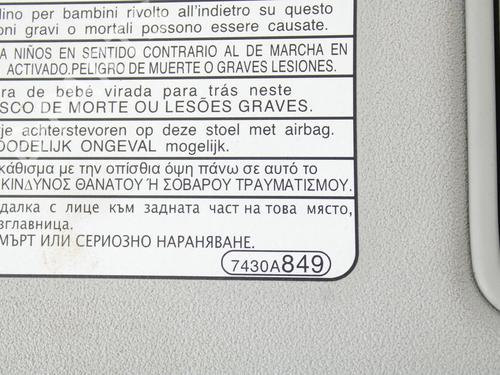 lino per bambini rivolto all'indietro su questo
oni gravi o mortali possono essere causate.
A NIÑOS EN SENTIDO CONTRARIO AL DE MARCHA EN
ACTIVADO.PELIGRO DE MUERTE O GRAVES LESIONES.
ra de bebé virada para trás neste
SCO DE MORTE OU LESÕES GRAVES.
je achterstevoren op deze stoel met airbag.
OODELIJK ONGEVAL mogelijk.
κάθισμα με την οπίσθια όψη πάνω σε αυτό το
ΚΙΝΔΥΝΟΣ ΘΑΝΑΤΟΥ Ή ΣΟΒΑΡΟΥ ΤΡΑΥΜΑΤΙΣΜΟΥ.
далка с лице към задната част на това място,
зглавница.
МЪРТ ИЛИ СЕРИОЗНО НАРАНЯВАНЕ.
7430A849